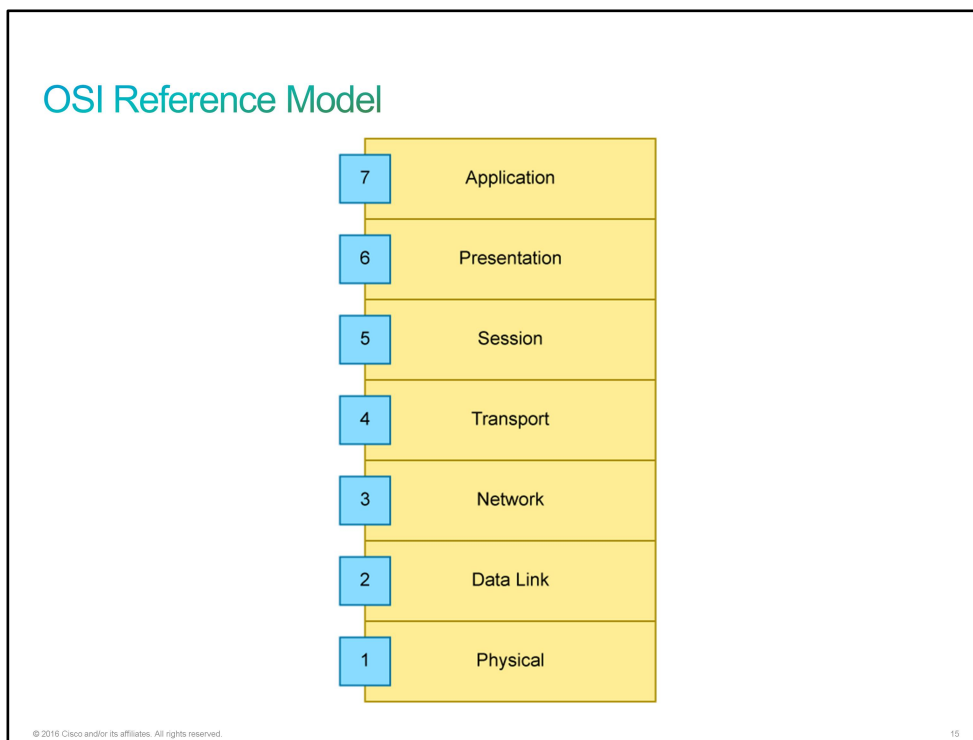 OSI Reference Model
7 Application
6 Presentation
5 Session
4 Transport
3 Network
2 Data Link
1 Physical
© 2016 Cisco and/or its affiliates. All rights reserved. 15